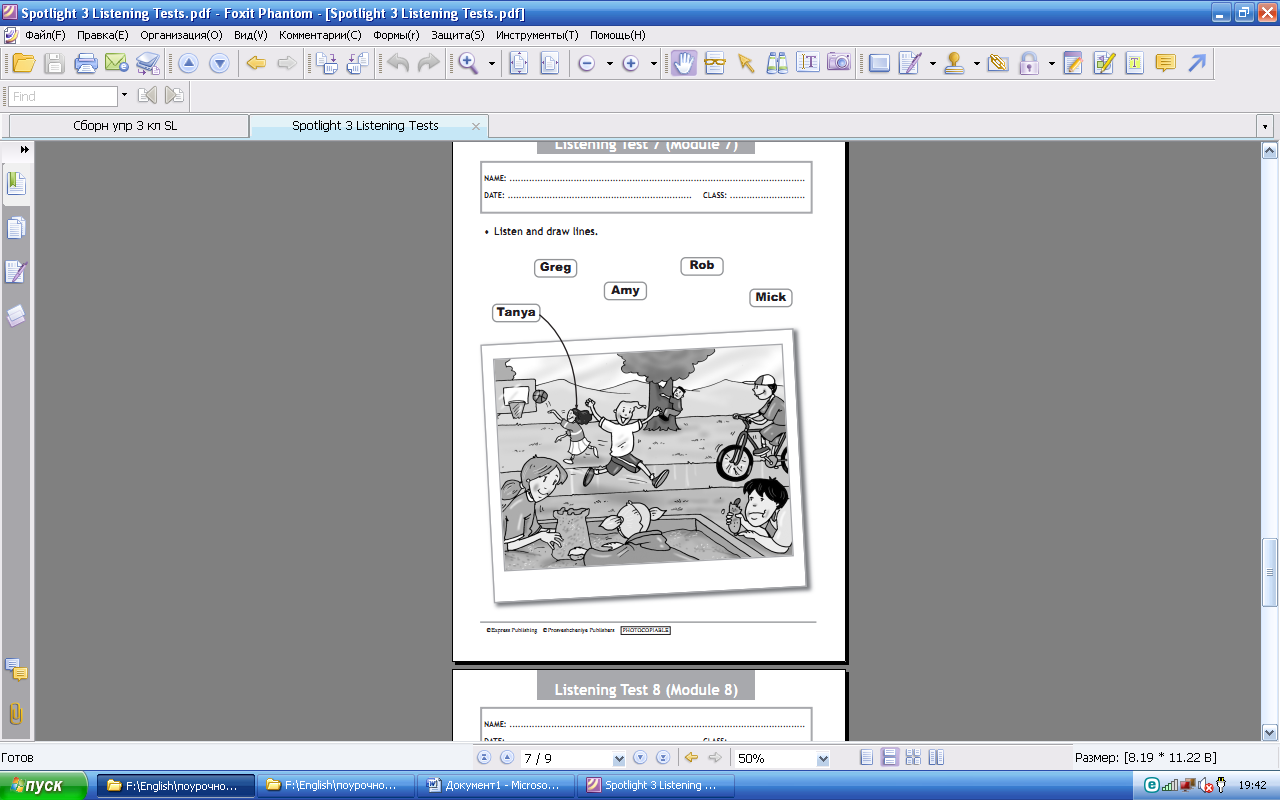 Spotlight 3 Listening Tests.pdf - Foxit Phantom - [Spotlight 3 Listening Tests.pdf]
Файл(F) Правка(E) Организация(O) Вид(V) Комментарии(C) Формы(r) Защита(S) Инструменты(T) Помощь(H)
Find
Сборн упр 3 кл SL Spotlight 3 Listening Tests
Listening Test 7 (Module 7)
NAME:
DATE: CLASS:
• Listen and draw lines.
Greg Rob
Amy Mick
Tanya
©Express Publishing ©Prosveshcheniye Publishers PHOTOCOPIABLE
Listening Test 8 (Module 8)
NAME:
DATE: CLASS:
Готов 7 / 9 50% Размер: [8.19 * 11.22 В]
пуск F:\English\поурочно... F:\English\поурочно... Документ1 - Microso... Spotlight 3 Listening ... 19:42